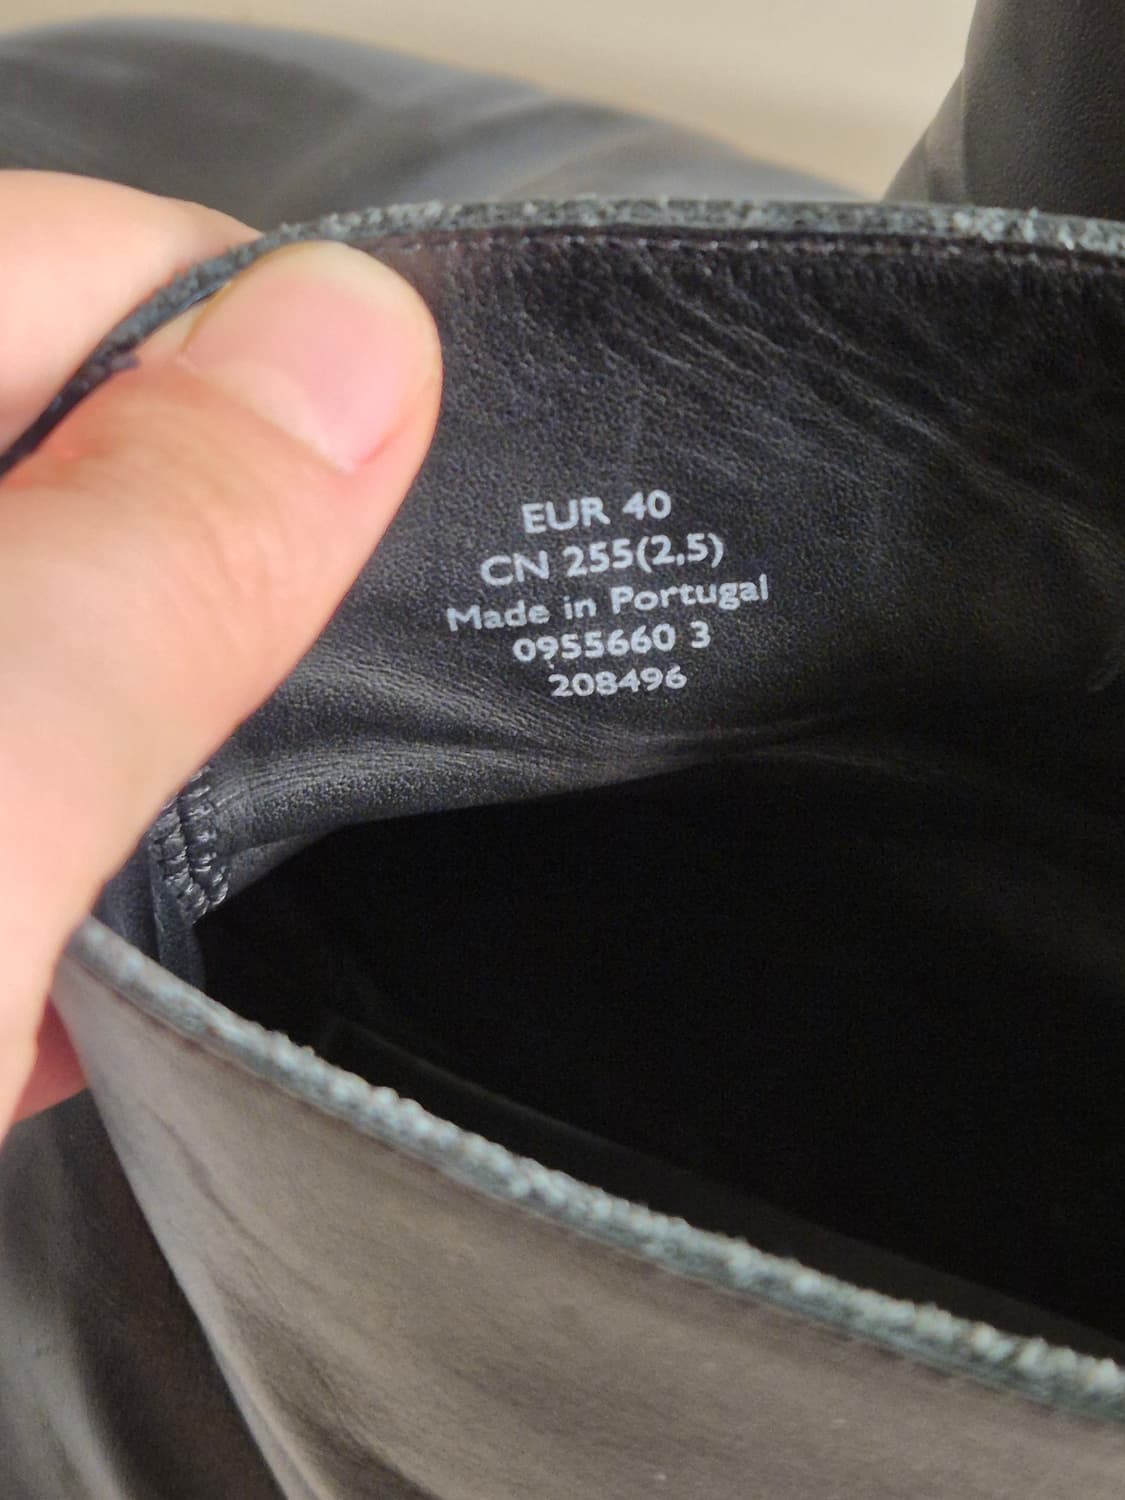 EUR 40
CN 255(2,5)
Made in Portugal
0955660 3
208496